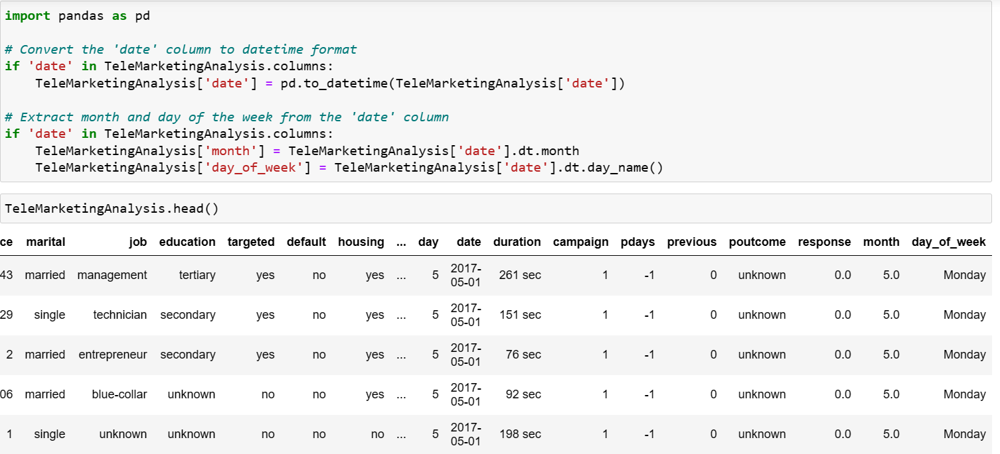 import pandas as pd
# Convert the 'date' column to datetime format
if 'date' in TeleMarketingAnalysis.columns:
    TeleMarketingAnalysis['date'] = pd.to_datetime(TeleMarketingAnalysis['date'])
# Extract month and day of the week from the 'date' column
if 'date' in TeleMarketingAnalysis.columns:
    TeleMarketingAnalysis['month'] = TeleMarketingAnalysis['date'].dt.month
    TeleMarketingAnalysis['day_of_week'] = TeleMarketingAnalysis['date'].dt.day_name()
TeleMarketingAnalysis.head()
ce marital job education targeted default housing ... day date duration campaign pdays previous poutcome response month day_of_week
43 married management tertiary yes no yes ... 5 2017-05-01 261 sec 1 -1 0 unknown 0.0 5.0 Monday
29 single technician secondary yes no yes ... 5 2017-05-01 151 sec 1 -1 0 unknown 0.0 5.0 Monday
2 married entrepreneur secondary yes no yes ... 5 2017-05-01 76 sec 1 -1 0 unknown 0.0 5.0 Monday
06 married blue-collar unknown no no yes ... 5 2017-05-01 92 sec 1 -1 0 unknown 0.0 5.0 Monday
1 single unknown unknown no no no ... 5 2017-05-01 198 sec 1 -1 0 unknown 0.0 5.0 Monday